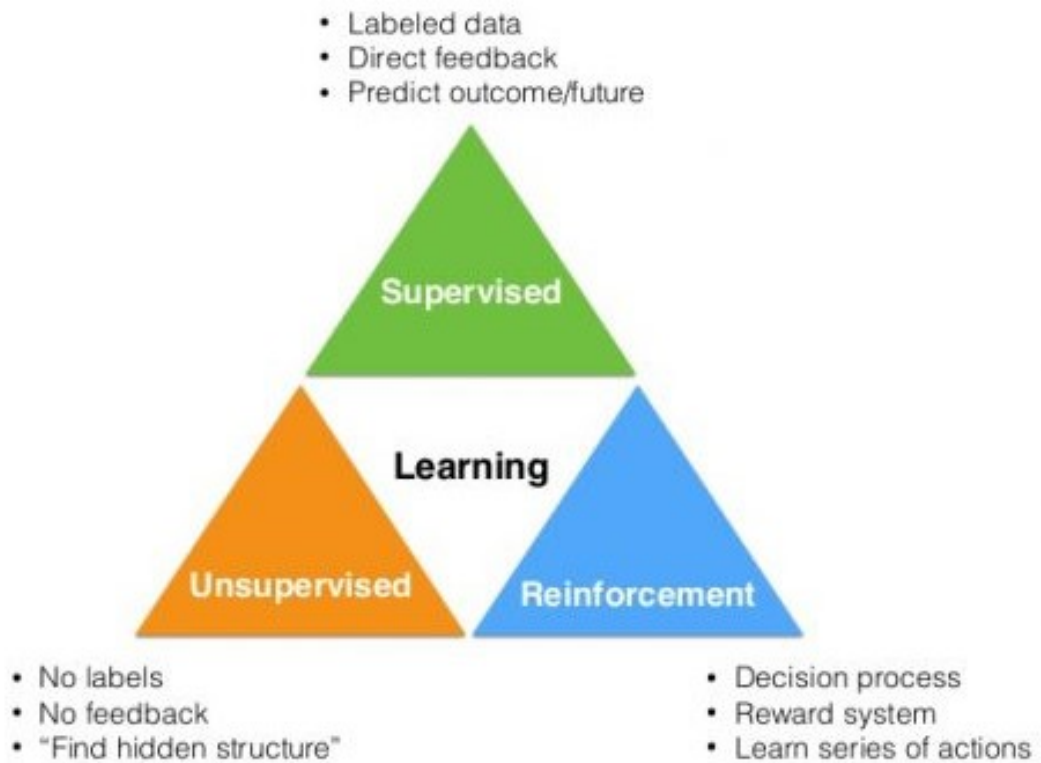 • Labeled data
• Direct feedback
• Predict outcome/future
Supervised
Learning
Unsupervised
Reinforcement
• No labels
• No feedback
• “Find hidden structure”
• Decision process
• Reward system
• Learn series of actions